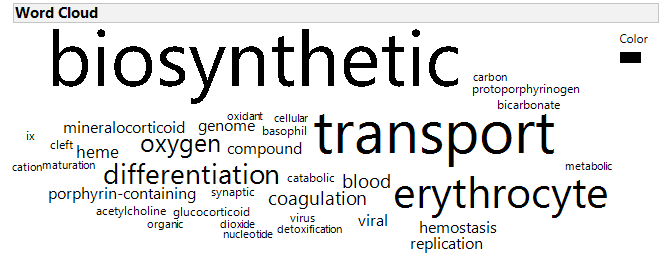 Word Cloud
Color
biosynthetic
carbon
protoporphyrinogen
bicarbonate
oxidant
cellular
mineralocorticoid
genome
basophil
transport
ix
cleft
heme
oxygen
compound
cation
maturation
differentiation
catabolic
blood
metabolic
porphyrin-containing
synaptic
coagulation
erythrocyte
acetylcholine
glucocorticoid
virus
viral
organic
dioxide
detoxification
hemostasis
nucleotide
replication